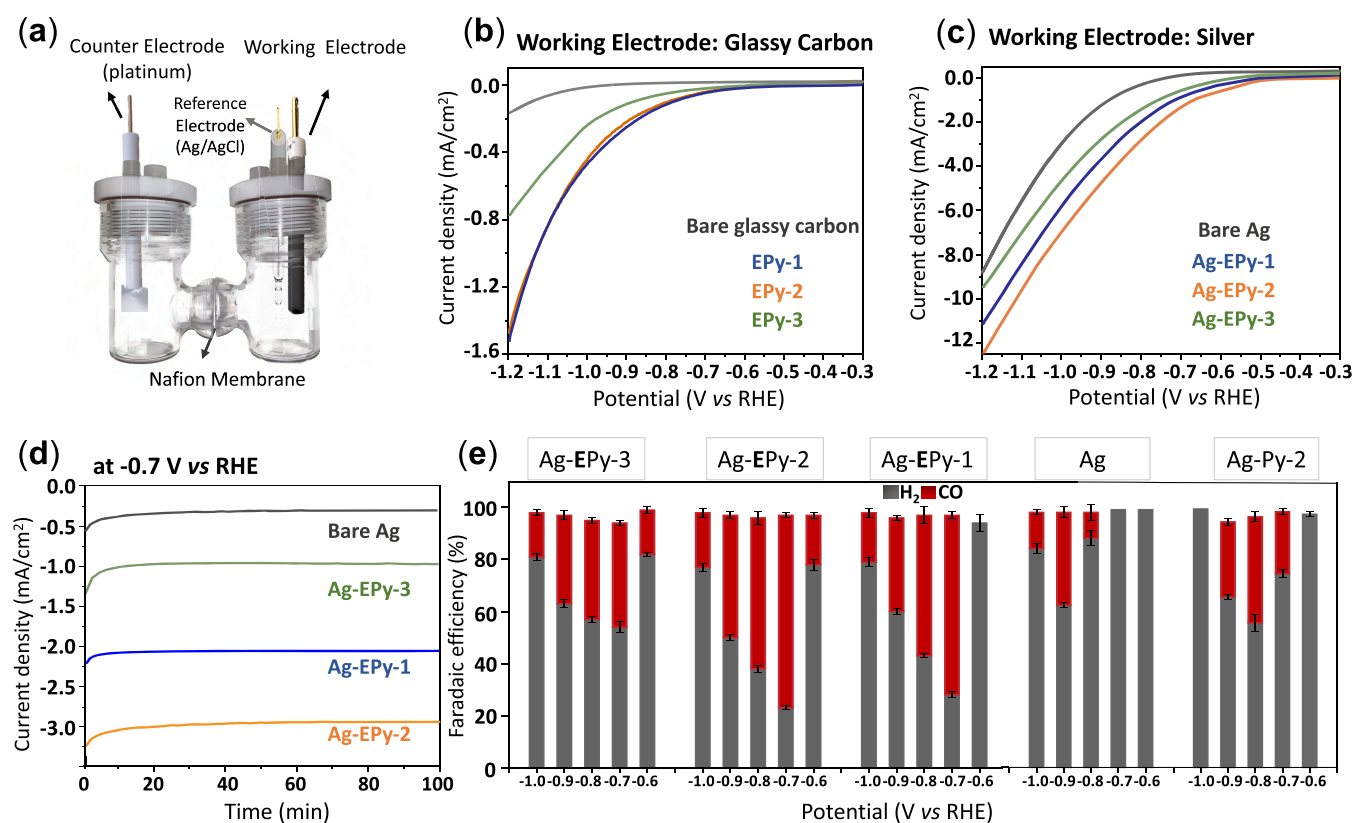 (a)
Counter Electrode
(platinum)
Working Electrode
Reference
Electrode
(Ag/AgCl)
Nafion Membrane
(b) Working Electrode: Glassy Carbon
Current density (mA/cm²)
0.0
-0.4
-0.8
-1.2
-1.6
Bare glassy carbon
EPy-1
EPy-2
EPy-3
-1.2 -1.1 -1.0 -0.9 -0.8 -0.7 -0.6 -0.5 -0.4 -0.3
Potential (V vs RHE)
(c) Working Electrode: Silver
Current density (mA/cm²)
0.0
-2.0
-4.0
-6.0
-8.0
-10
-12
Bare Ag
Ag-EPy-1
Ag-EPy-2
Ag-EPy-3
-1.2 -1.1 -1.0 -0.9 -0.8 -0.7 -0.6 -0.5 -0.4 -0.3
Potential (V vs RHE)
(d) at -0.7 V vs RHE
Current density (mA/cm²)
0.0
-0.5
-1.0
-1.5
-2.0
-2.5
-3.0
Bare Ag
Ag-EPy-3
Ag-EPy-1
Ag-EPy-2
0 20 40 60 80 100
Time (min)
(e)
Ag-EPy-3 Ag-EPy-2 Ag-EPy-1 Ag Ag-Py-2
H₂ CO
Faradaic efficiency (%)
100
80
60
40
20
0
-1.0 -0.9 -0.8 -0.7 -0.6 -1.0 -0.9 -0.8 -0.7 -0.6 -1.0 -0.9 -0.8 -0.7 -0.6 -1.0 -0.9 -0.8 -0.7 -0.6 -1.0 -0.9 -0.8 -0.7 -0.6
Potential (V vs RHE)